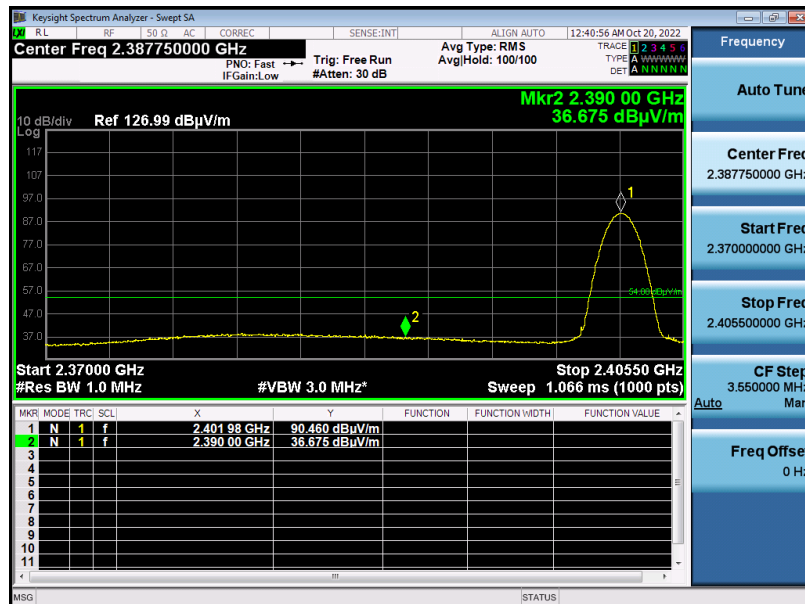 Keysight Spectrum Analyzer - Swept SA
RL RF 50 Ω AC CORREC SENSE:INT ALIGN AUTO 12:40:56 AM Oct 20, 2022
Center Freq 2.387750000 GHz
PNO: Fast
IFGain:Low
Trig: Free Run
#Atten: 30 dB
Avg Type: RMS
Avg|Hold: 100/100
TRACE 1 2 3 4 5 6
TYPE A WWWWW
DET A N N N N N
Frequency
Mkr2 2.390 00 GHz
36.675 dBµV/m
10 dB/div Ref 126.99 dBµV/m
Log
117
107
97.0
87.0
77.0
67.0
57.0
47.0
37.0
1
2
54.00 dBµV/m
Start 2.37000 GHz Stop 2.40550 GHz
#Res BW 1.0 MHz #VBW 3.0 MHz* Sweep 1.066 ms (1000 pts)
MKR MODE TRC SCL X Y FUNCTION FUNCTION WIDTH FUNCTION VALUE
1 N 1 f 2.401 98 GHz 90.460 dBµV/m
2 N 1 f 2.390 00 GHz 36.675 dBµV/m
3
4
5
6
7
8
9
10
11
MSG STATUS
Auto Tune
Center Freq
2.387750000 GHz
Start Freq
2.370000000 GHz
Stop Freq
2.405500000 GHz
CF Step
3.550000 MHz
Auto Man
Freq Offset
0 Hz